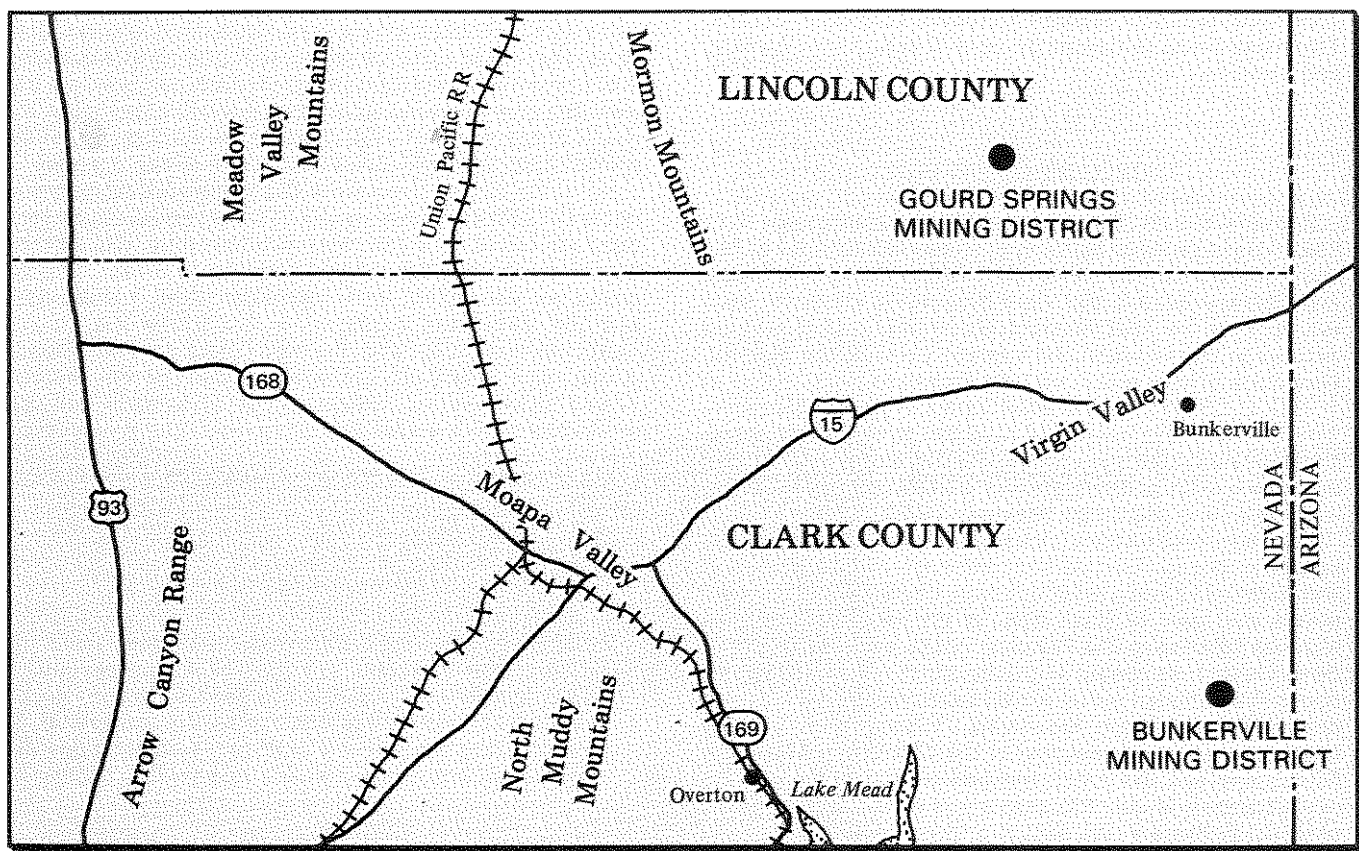 Meadow
Valley
Mountains
Union Pacific RR
Mormon Mountains
LINCOLN COUNTY
GOURD SPRINGS
MINING DISTRICT
168
15
Virgin Valley
Bunkerville
93
Moapa Valley
CLARK COUNTY
NEVADA
ARIZONA
Arrow Canyon Range
North
Muddy
Mountains
169
Overton
Lake Mead
BUNKERVILLE
MINING DISTRICT